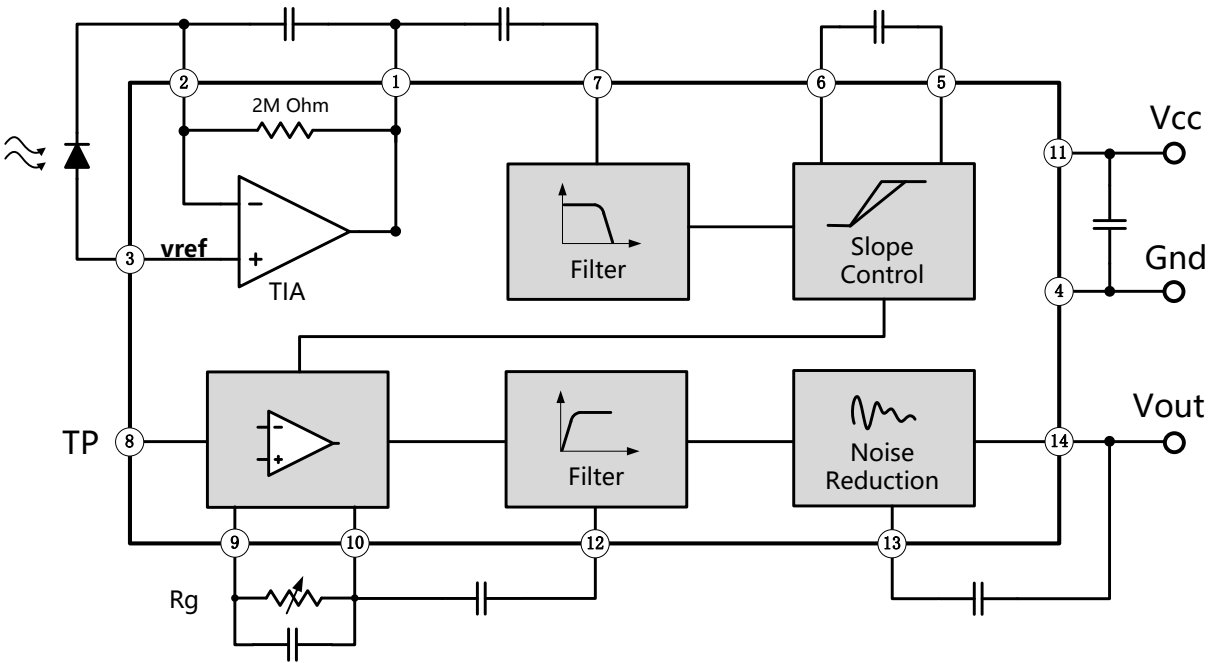 2
1
7
6
5
2M Ohm
Vcc
11
Filter
Slope
Control
3
vref
TIA
Gnd
4
TP
8
Filter
Noise
Reduction
14
Vout
9
10
12
13
Rg